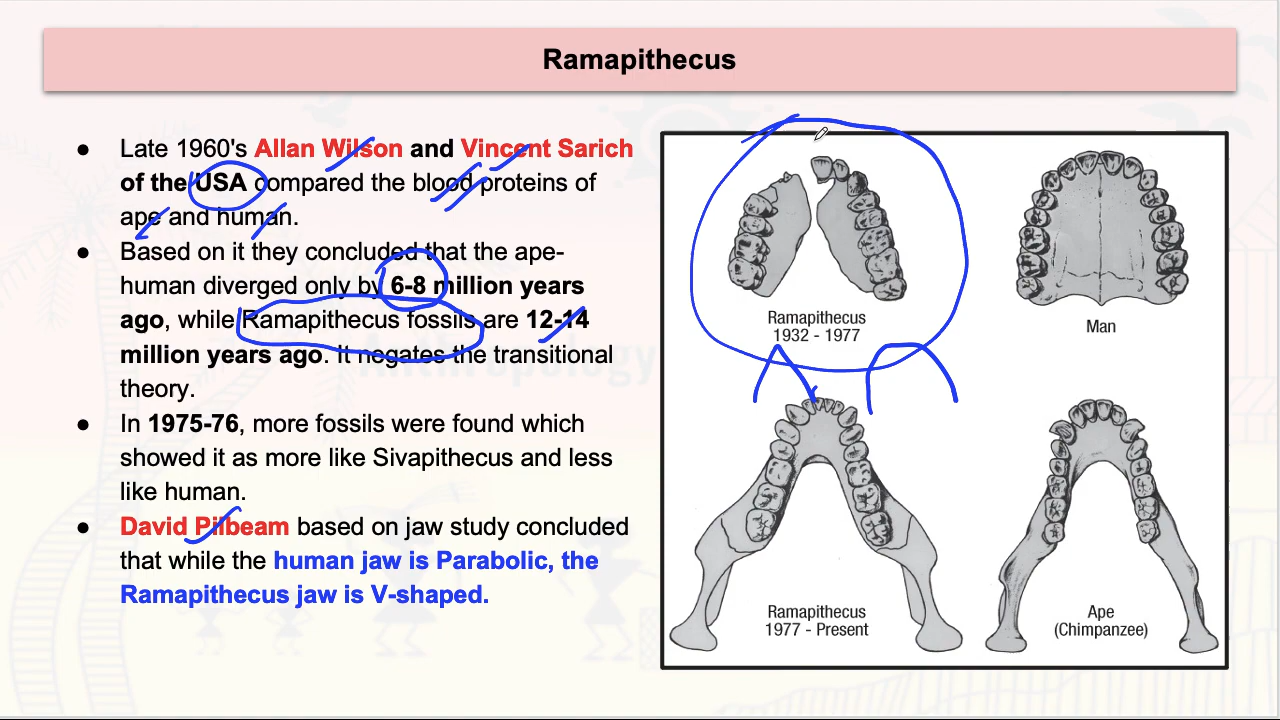 Ramapithecus
● Late 1960's Allan Wilson and Vincent Sarich
of the USA compared the blood proteins of
ape and human.
● Based on it they concluded that the ape-
human diverged only by 6-8 million years
ago, while Ramapithecus fossils are 12-14
million years ago. It negates the transitional
theory.
● In 1975-76, more fossils were found which
showed it as more like Sivapithecus and less
like human.
● David Pilbeam based on jaw study concluded
that while the human jaw is Parabolic, the
Ramapithecus jaw is V-shaped.
Ramapithecus
1932 - 1977
Man
Ramapithecus
1977 - Present
Ape
(Chimpanzee)
Anthropology